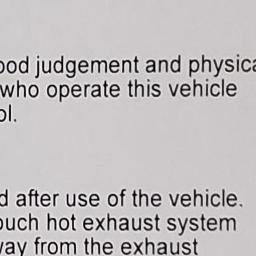 ood judgement and physica
who operate this vehicle
ol.
d after use of the vehicle.
ouch hot exhaust system
way from the exhaust